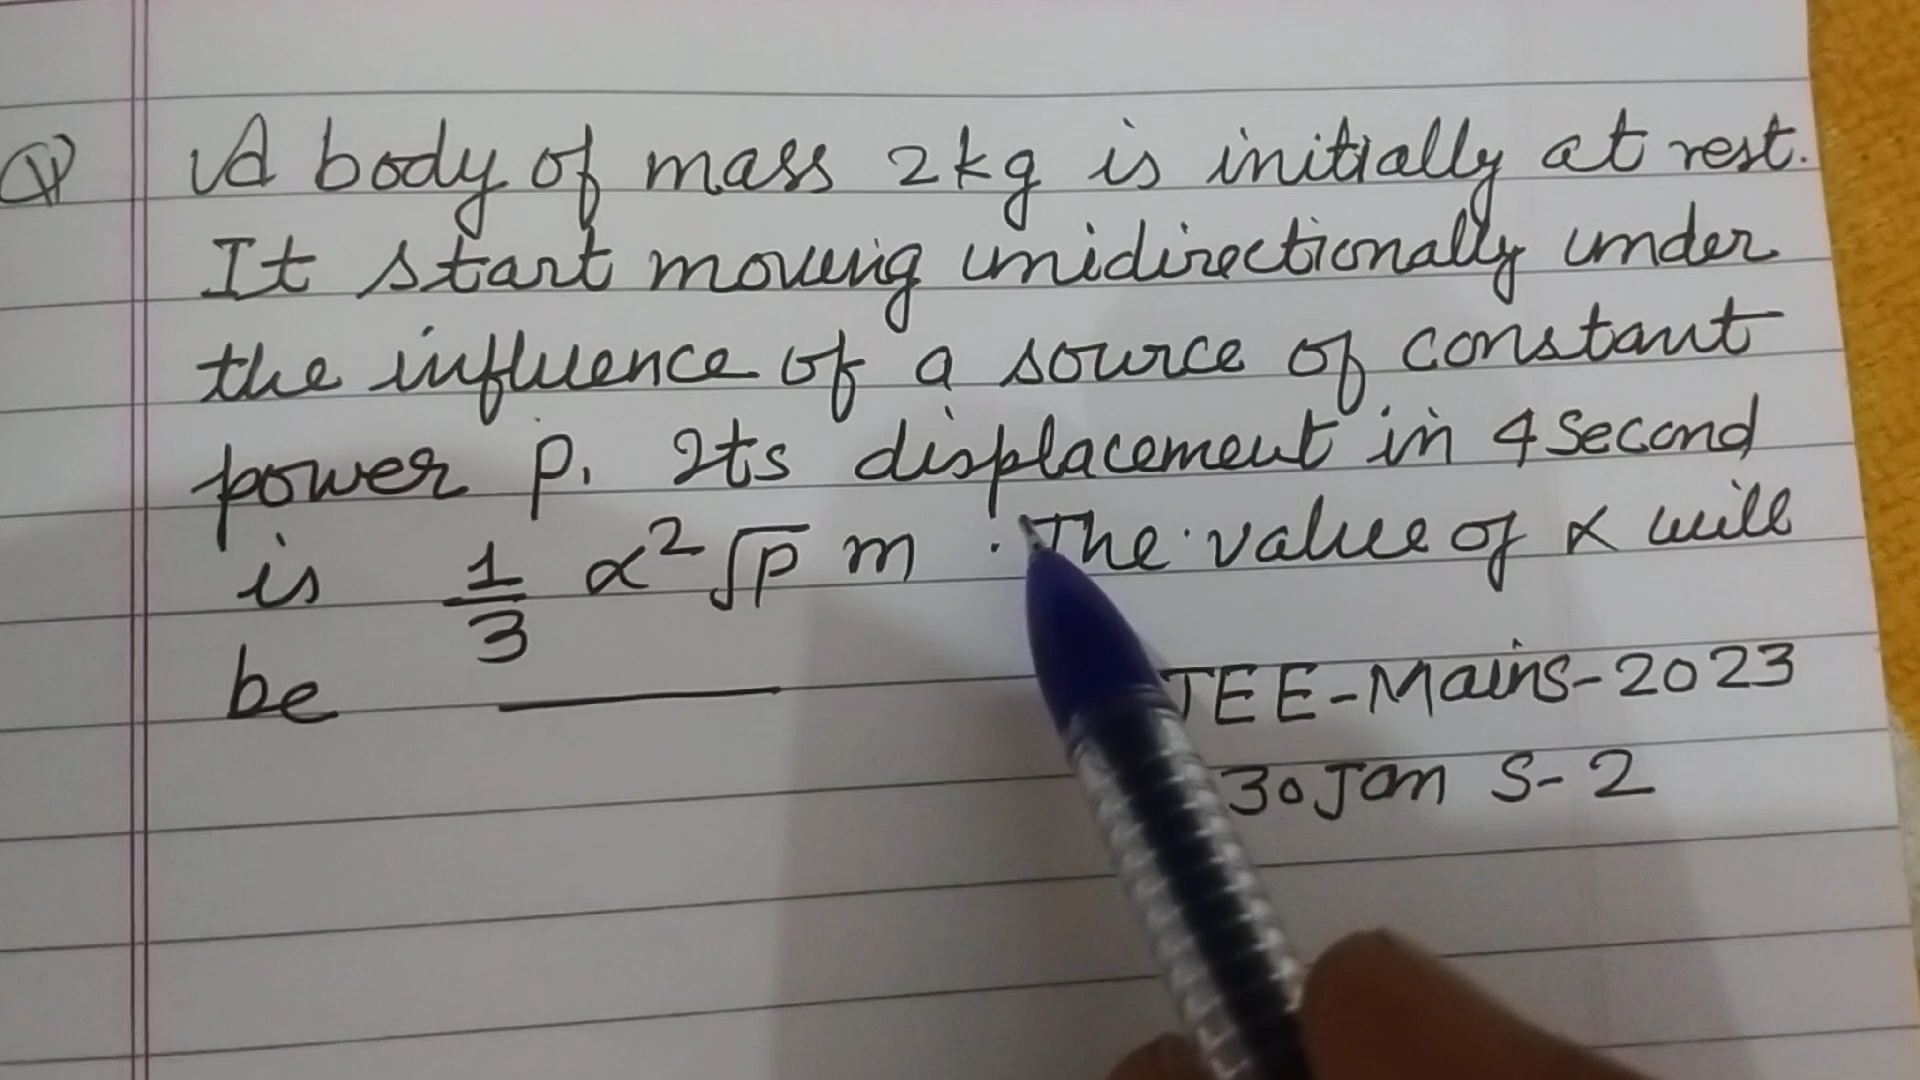 Q) A body of mass 2kg is initially at rest.
It start moving unidirectionally under
the influence of a source of constant
power P. Its displacement in 4 second
is 1/3 α² √P m. The value of α will
be ______
JEE-Mains-2023
30 Jan S-2